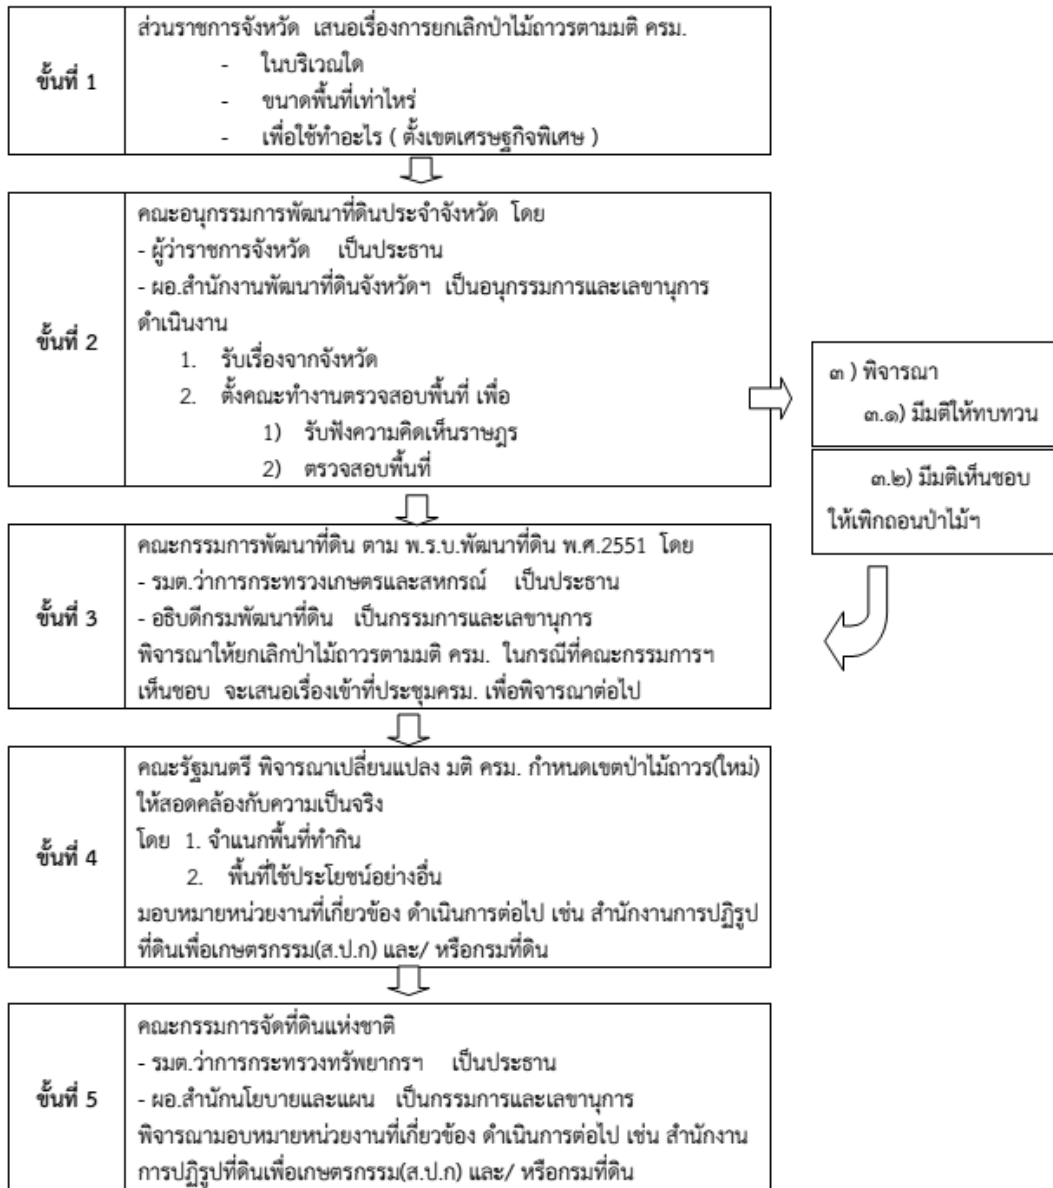 ขั้นที่ 1
ส่วนราชการจังหวัด เสนอเรื่องการยกเลิกป่าไม้ถาวรตามมติ ครม.
- ในบริเวณใด
- ขนาดพื้นที่เท่าไหร่
- เพื่อใช้ทำอะไร ( ตั้งเขตเศรษฐกิจพิเศษ )
ขั้นที่ 2
คณะอนุกรรมการพัฒนาที่ดินประจำจังหวัด โดย
- ผู้ว่าราชการจังหวัด เป็นประธาน
- ผอ.สำนักงานพัฒนาที่ดินจังหวัดฯ เป็นอนุกรรมการและเลขานุการ
ดำเนินงาน
1. รับเรื่องจากจังหวัด
2. ตั้งคณะทำงานตรวจสอบพื้นที่ เพื่อ
1) รับฟังความคิดเห็นราษฎร
2) ตรวจสอบพื้นที่
๓ ) พิจารณา
๓.๑) มีมติให้ทบทวน
๓.๒) มีมติเห็นชอบ
ให้เพิกถอนป่าไม้ฯ
ขั้นที่ 3
คณะกรรมการพัฒนาที่ดิน ตาม พ.ร.บ.พัฒนาที่ดิน พ.ศ.2551 โดย
- รมต.ว่าการกระทรวงเกษตรและสหกรณ์ เป็นประธาน
- อธิบดีกรมพัฒนาที่ดิน เป็นกรรมการและเลขานุการ
พิจารณาให้ยกเลิกป่าไม้ถาวรตามมติ ครม. ในกรณีที่คณะกรรมการฯ
เห็นชอบ จะเสนอเรื่องเข้าที่ประชุมครม. เพื่อพิจารณาต่อไป
ขั้นที่ 4
คณะรัฐมนตรี พิจารณาเปลี่ยนแปลง มติ ครม. กำหนดเขตป่าไม้ถาวร(ใหม่)
ให้สอดคล้องกับความเป็นจริง
โดย 1. จำแนกพื้นที่ทำกิน
2. พื้นที่ใช้ประโยชน์อย่างอื่น
มอบหมายหน่วยงานที่เกี่ยวข้อง ดำเนินการต่อไป เช่น สำนักงานการปฏิรูป
ที่ดินเพื่อเกษตรกรรม(ส.ป.ก) และ/ หรือกรมที่ดิน
ขั้นที่ 5
คณะกรรมการจัดที่ดินแห่งชาติ
- รมต.ว่าการกระทรวงทรัพยากรฯ เป็นประธาน
- ผอ.สำนักนโยบายและแผน เป็นกรรมการและเลขานุการ
พิจารณามอบหมายหน่วยงานที่เกี่ยวข้อง ดำเนินการต่อไป เช่น สำนักงาน
การปฏิรูปที่ดินเพื่อเกษตรกรรม(ส.ป.ก) และ/ หรือกรมที่ดิน